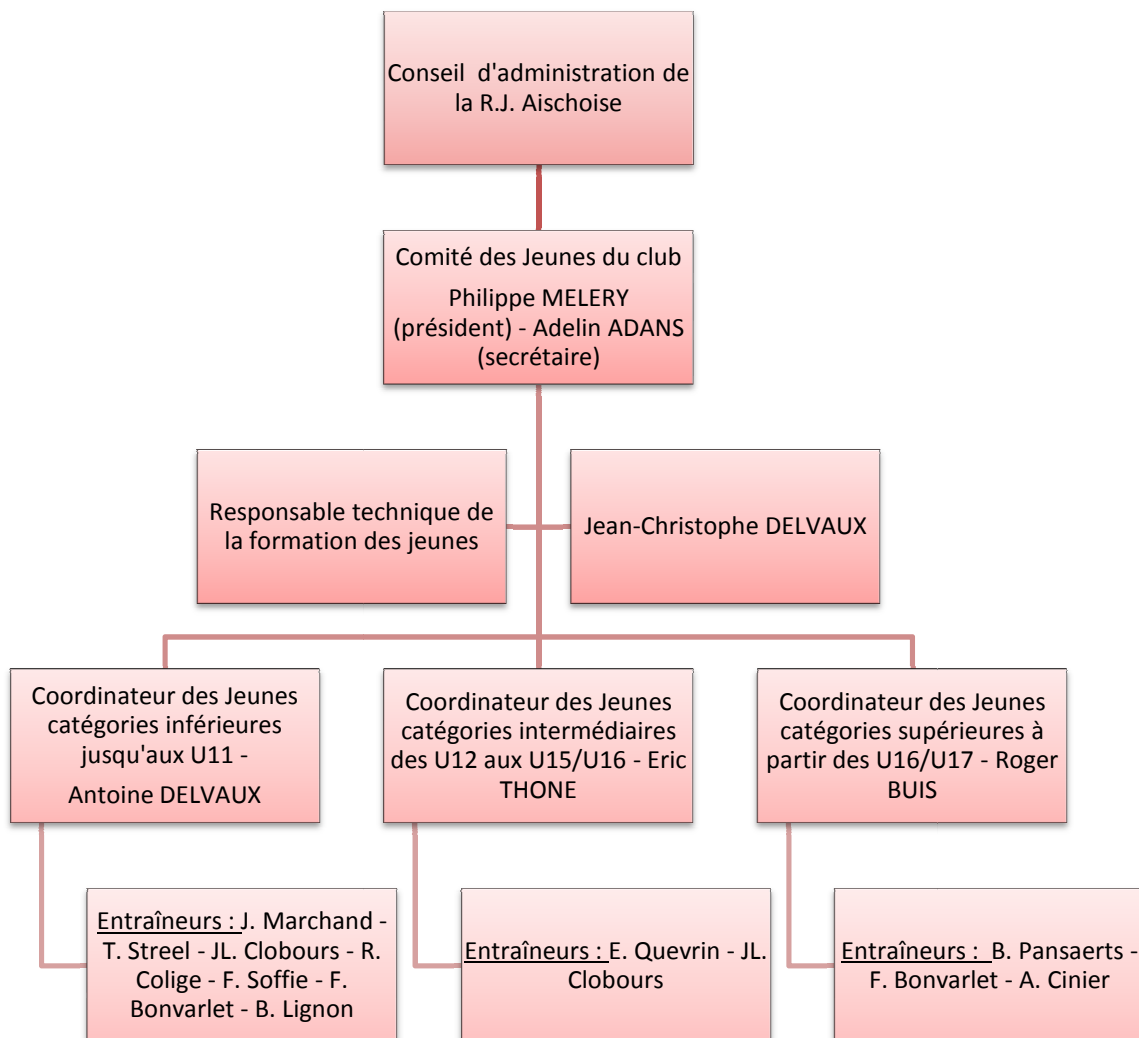 Conseil d'administration de
la R.J. Aischoise
Comité des Jeunes du club
Philippe MELERY
(président) - Adelin ADANS
(secrétaire)
Responsable technique de
la formation des jeunes
Jean-Christophe DELVAUX
Coordinateur des Jeunes
catégories inférieures
jusqu'aux U11 -
Antoine DELVAUX
Coordinateur des Jeunes
catégories intermédiaires
des U12 aux U15/U16 - Eric
THONE
Coordinateur des Jeunes
catégories supérieures à
partir des U16/U17 - Roger
BUIS
Entraîneurs : J. Marchand -
T. Streel - JL. Clobours - R.
Colige - F. Soffie - F.
Bonvarlet - B. Lignon
Entraîneurs : E. Quevrin - JL.
Clobours
Entraîneurs : B. Pansaerts -
F. Bonvarlet - A. Cinier